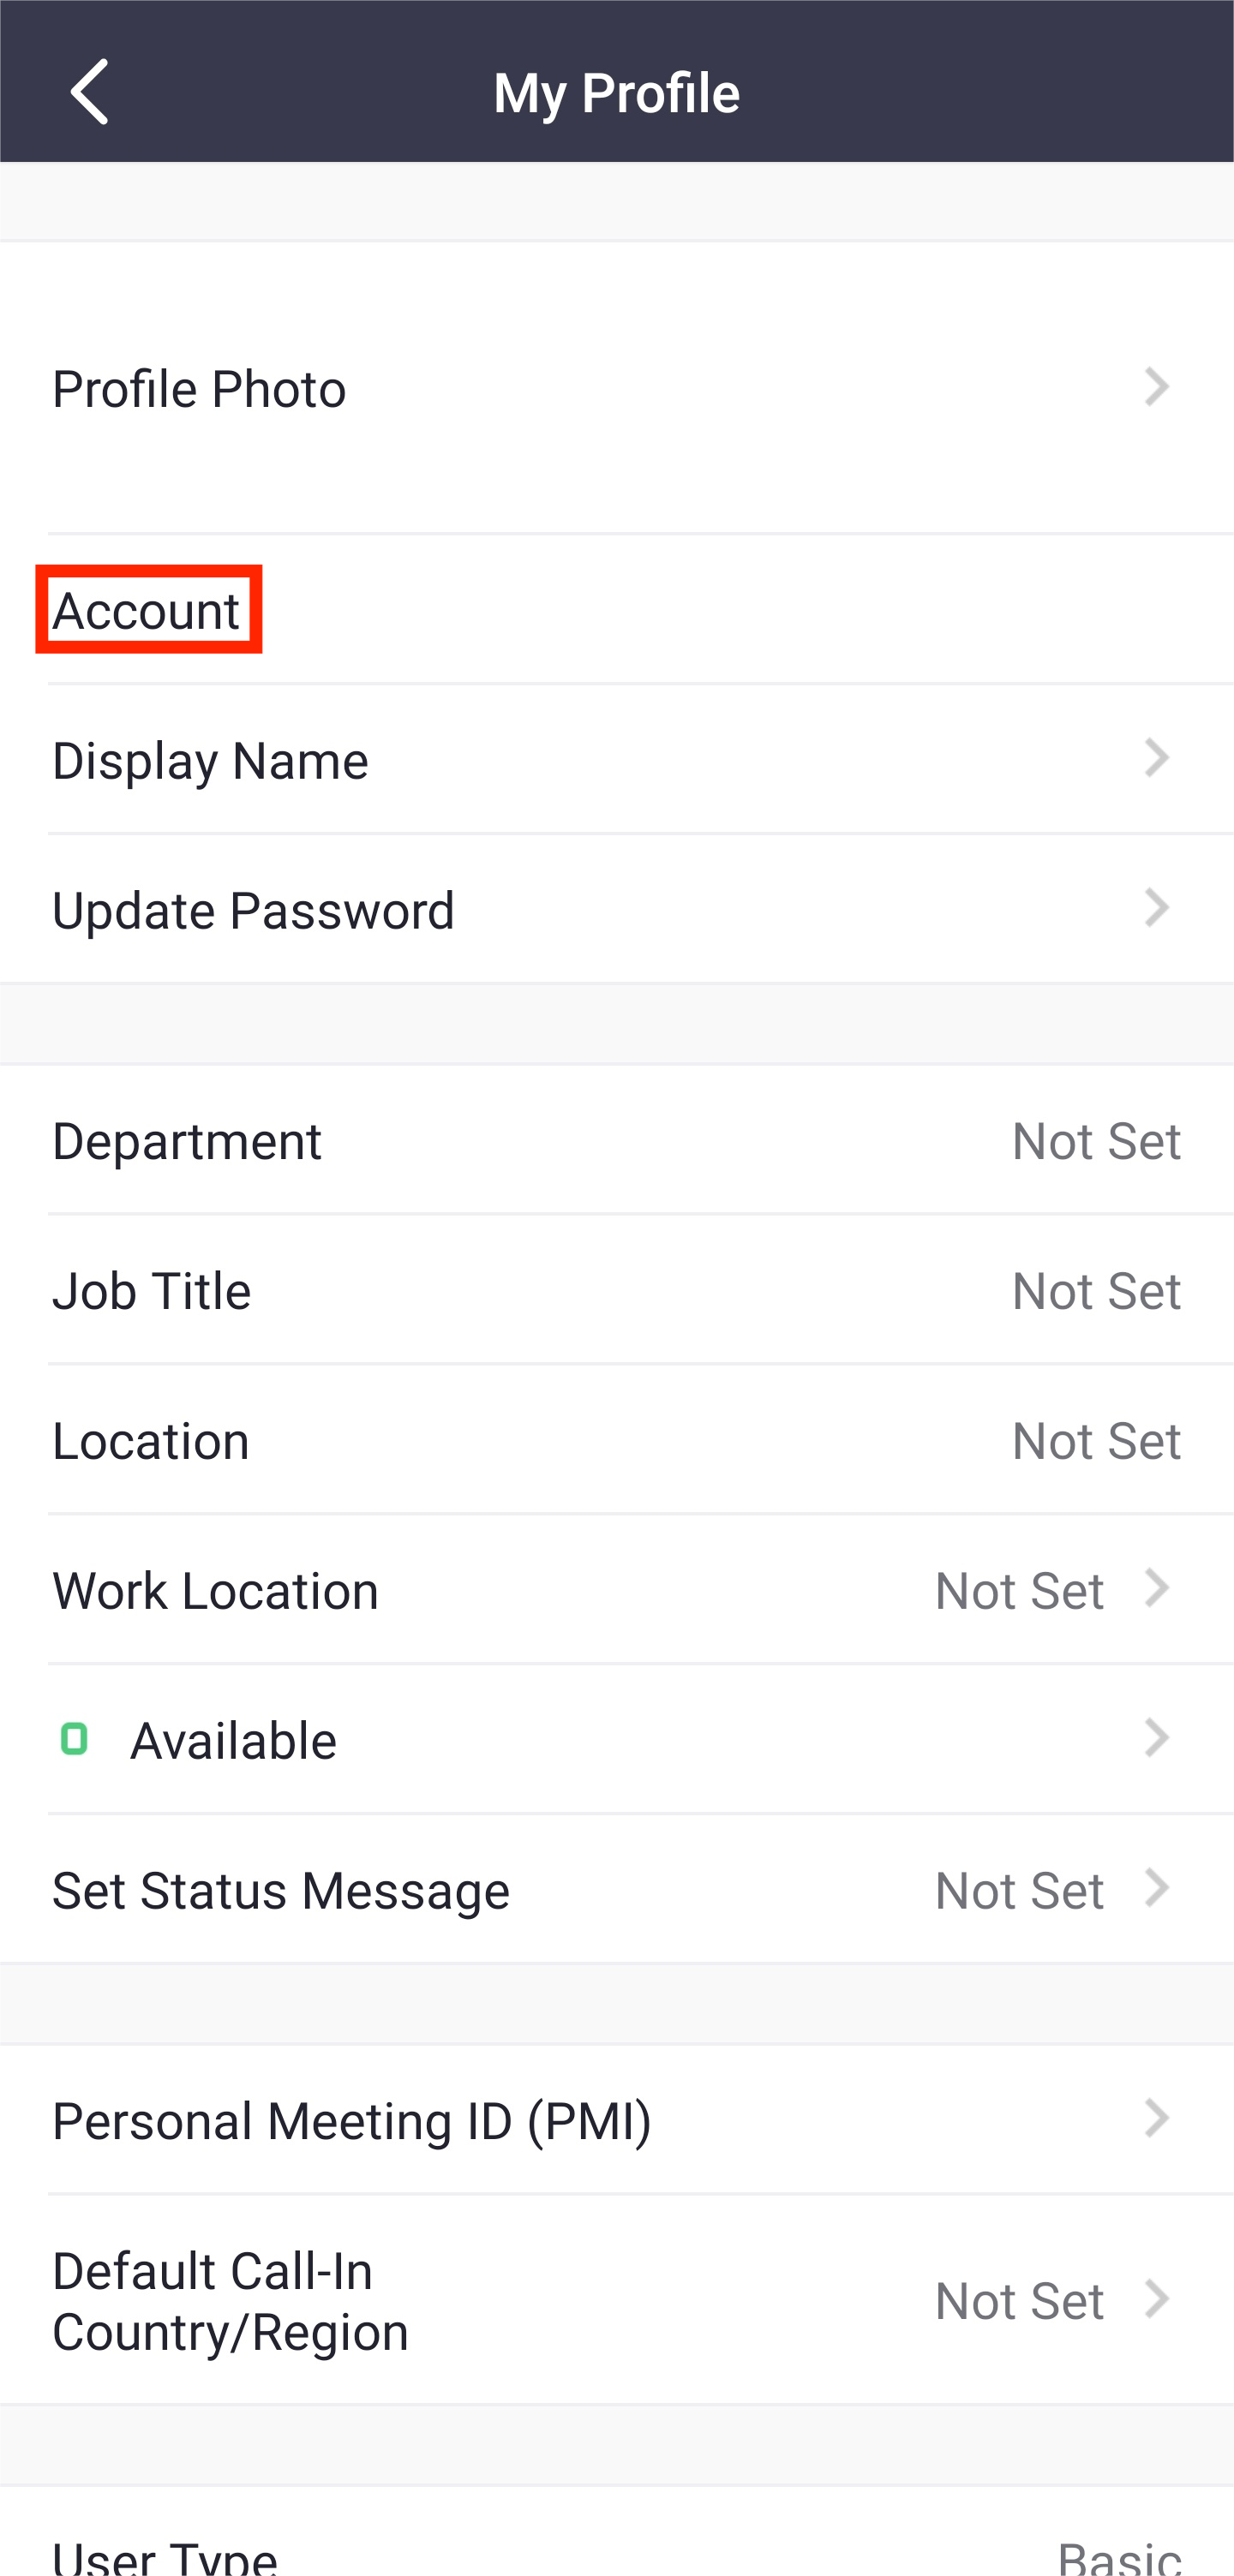 My Profile
Profile Photo
Account
Display Name
Update Password
Department Not Set
Job Title Not Set
Location Not Set
Work Location Not Set
Available
Set Status Message Not Set
Personal Meeting ID (PMI)
Default Call-In
Country/Region Not Set
User Type Basic